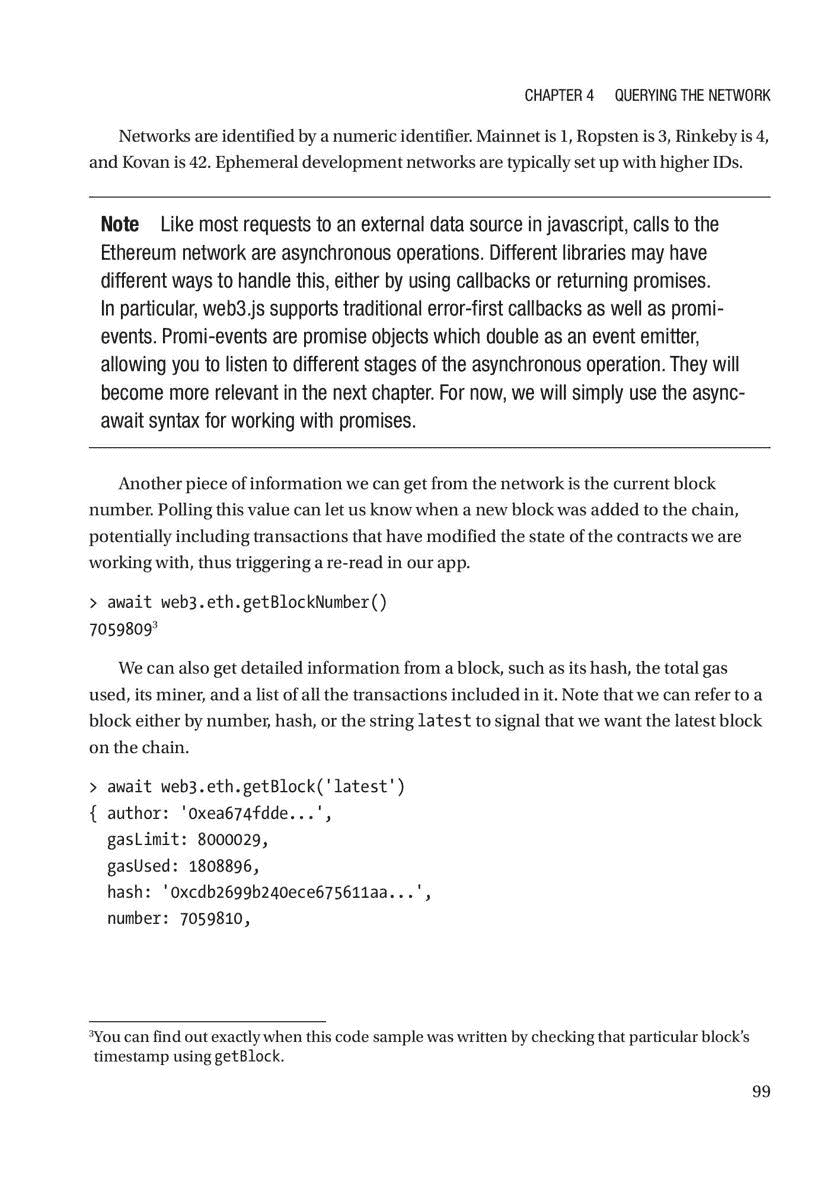 CHAPTER 4 QUERYING THE NETWORK
Networks are identified by a numeric identifier. Mainnet is 1, Ropsten is 3, Rinkeby is 4,
and Kovan is 42. Ephemeral development networks are typically set up with higher IDs.
Note Like most requests to an external data source in javascript, calls to the
Ethereum network are asynchronous operations. Different libraries may have
different ways to handle this, either by using callbacks or returning promises.
In particular, web3.js supports traditional error-first callbacks as well as promi-
events. Promi-events are promise objects which double as an event emitter,
allowing you to listen to different stages of the asynchronous operation. They will
become more relevant in the next chapter. For now, we will simply use the async-
await syntax for working with promises.
Another piece of information we can get from the network is the current block
number. Polling this value can let us know when a new block was added to the chain,
potentially including transactions that have modified the state of the contracts we are
working with, thus triggering a re-read in our app.
> await web3.eth.getBlockNumber()
7059809³
We can also get detailed information from a block, such as its hash, the total gas
used, its miner, and a list of all the transactions included in it. Note that we can refer to a
block either by number, hash, or the string latest to signal that we want the latest block
on the chain.
> await web3.eth.getBlock('latest')
{ author: '0xea674fdde...',
gasLimit: 8000029,
gasUsed: 1808896,
hash: '0xcdb2699b240ece675611aa...',
number: 7059810,
³You can find out exactly when this code sample was written by checking that particular block's
timestamp using getBlock.
99